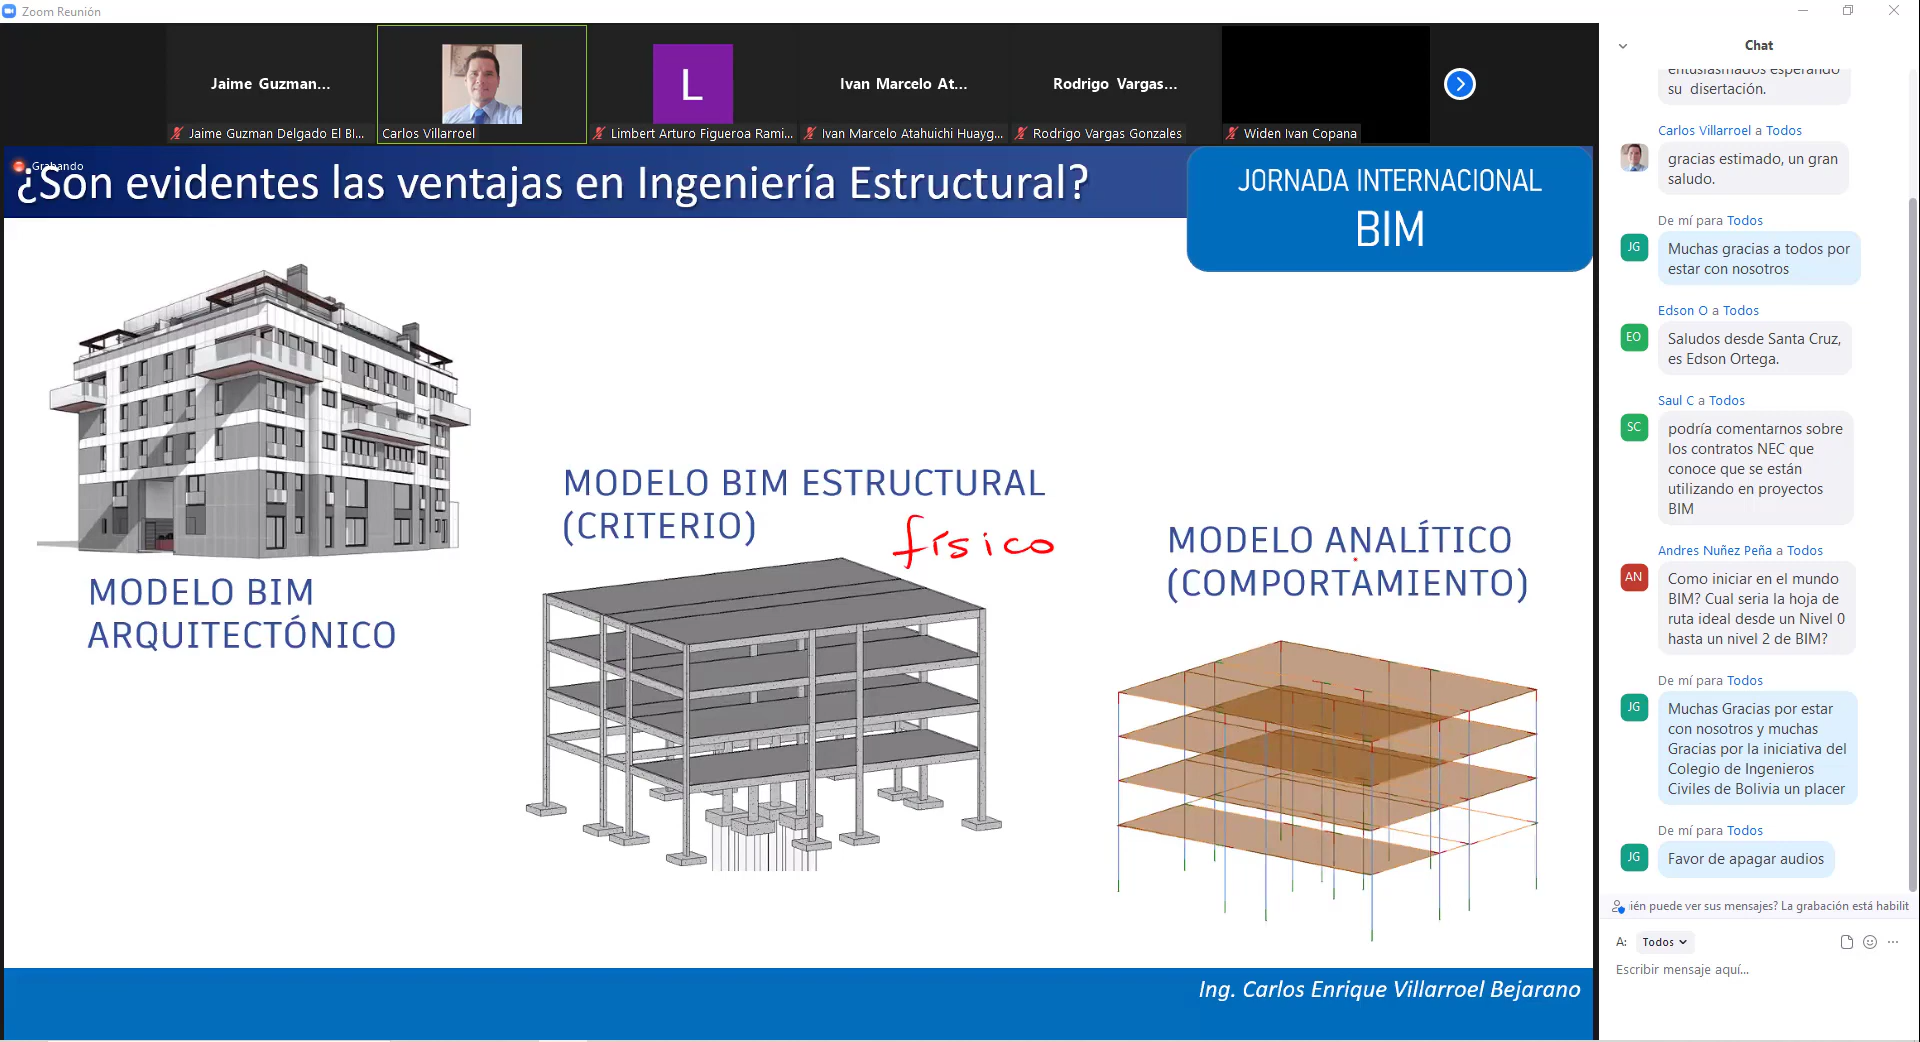 Zoom Reunión
Jaime Guzman...
L
Ivan Marcelo At...
Rodrigo Vargas...
Jaime Guzman Delgado El BI...
Carlos Villarroel
Limbert Arturo Figueroa Rami...
Ivan Marcelo Atahuichi Huayg...
Rodrigo Vargas Gonzales
Widen Ivan Copana
Grabando
¿Son evidentes las ventajas en Ingeniería Estructural?
JORNADA INTERNACIONAL
BIM
MODELO BIM
ARQUITECTÓNICO
MODELO BIM ESTRUCTURAL
(CRITERIO)
físico
MODELO ANALÍTICO
(COMPORTAMIENTO)
Ing. Carlos Enrique Villarroel Bejarano
Chat
entusiasmados esperando
su disertación.
Carlos Villarroel a Todos
gracias estimado, un gran
saludo.
De mí para Todos
JG
Muchas gracias a todos por
estar con nosotros
Edson O a Todos
EO
Saludos desde Santa Cruz,
es Edson Ortega.
Saul C a Todos
SC
podría comentarnos sobre
los contratos NEC que
conoce que se están
utilizando en proyectos
BIM
Andres Nuñez Peña a Todos
AN
Como iniciar en el mundo
BIM? Cual seria la hoja de
ruta ideal desde un Nivel 0
hasta un nivel 2 de BIM?
De mí para Todos
JG
Muchas Gracias por estar
con nosotros y muchas
Gracias por la iniciativa del
Colegio de Ingenieros
Civiles de Bolivia un placer
De mí para Todos
JG
Favor de apagar audios
ién puede ver sus mensajes? La grabación está habilit
A: Todos
Escribir mensaje aquí...